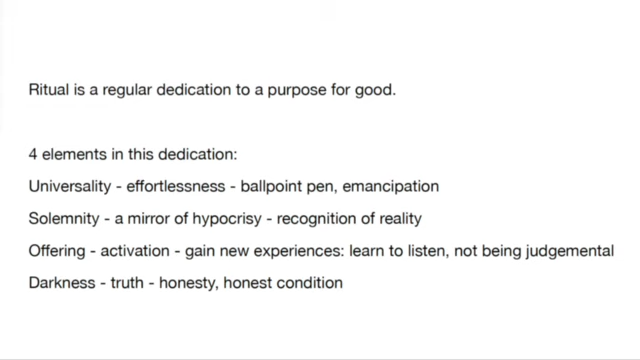 Ritual is a regular dedication to a purpose for good.
4 elements in this dedication:
Universality - effortlessness - ballpoint pen, emancipation
Solemnity - a mirror of hypocrisy - recognition of reality
Offering - activation - gain new experiences: learn to listen, not being judgemental
Darkness - truth - honesty, honest condition